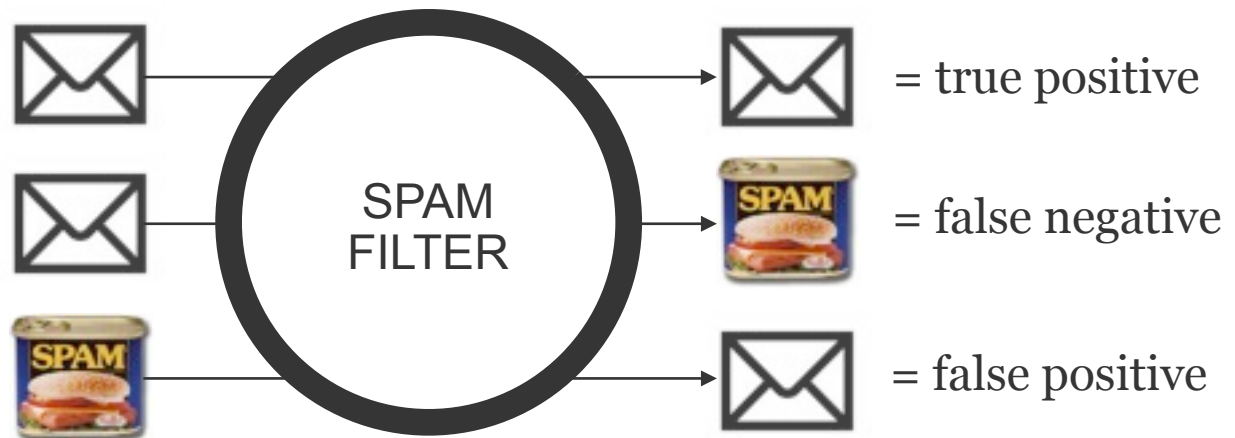 = true positive
SPAM
FILTER
SPAM
= false negative
SPAM
= false positive